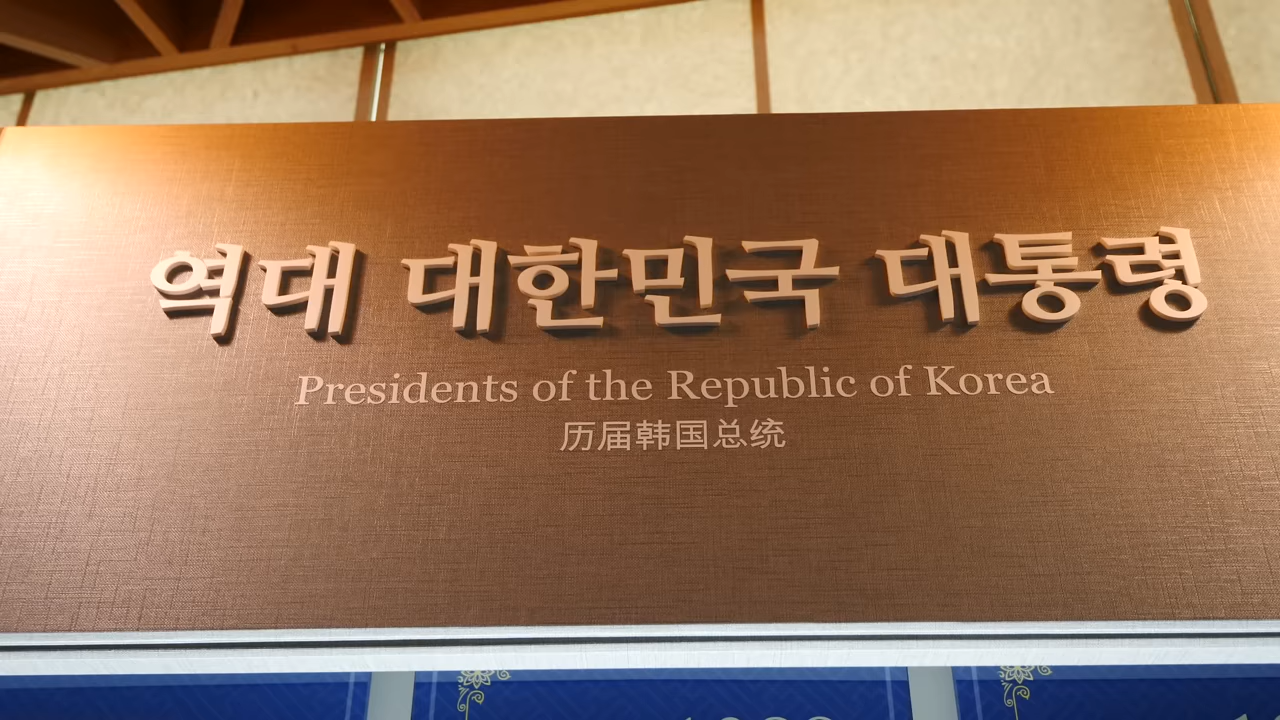 역대 대한민국 대통령
Presidents of the Republic of Korea
历届韩国总统